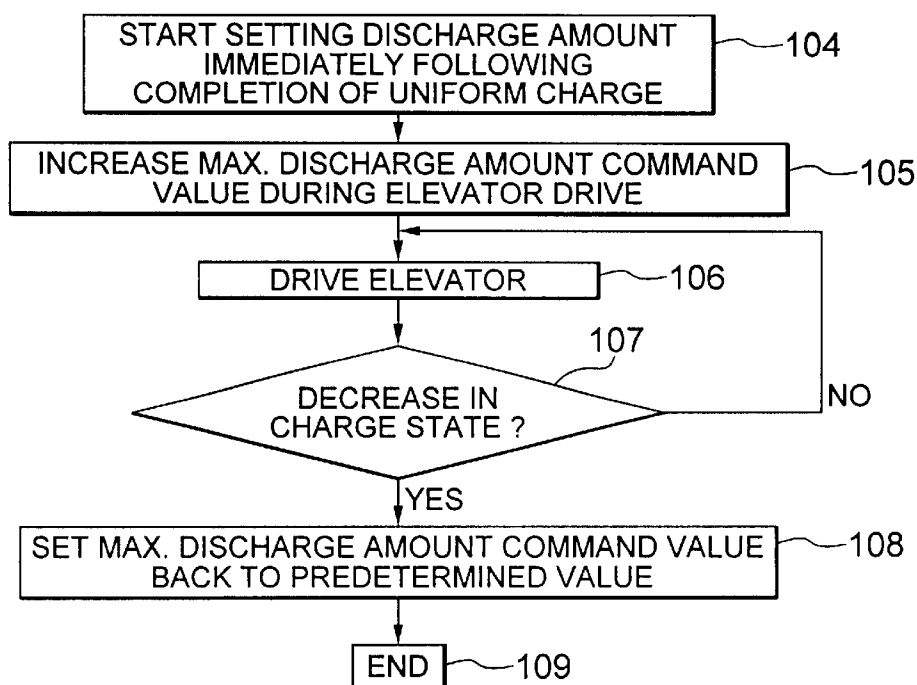 START SETTING DISCHARGE AMOUNT
IMMEDIATELY FOLLOWING
COMPLETION OF UNIFORM CHARGE
104
INCREASE MAX. DISCHARGE AMOUNT COMMAND
VALUE DURING ELEVATOR DRIVE
105
DRIVE ELEVATOR
106
107
DECREASE IN
CHARGE STATE ?
NO
YES
SET MAX. DISCHARGE AMOUNT COMMAND VALUE
BACK TO PREDETERMINED VALUE
108
END
109